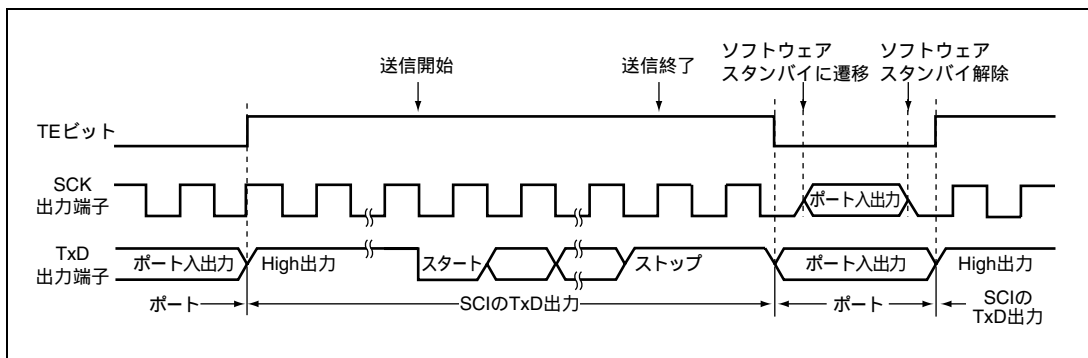 送信開始
送信終了
ソフトウェア
スタンバイに遷移
ソフトウェア
スタンバイ解除
TEビット
SCK
出力端子
ポート入出力
TxD
出力端子
ポート入出力
High出力
スタート
ストップ
ポート入出力
High出力
ポート
SCIのTxD出力
ポート
SCIの
TxD出力